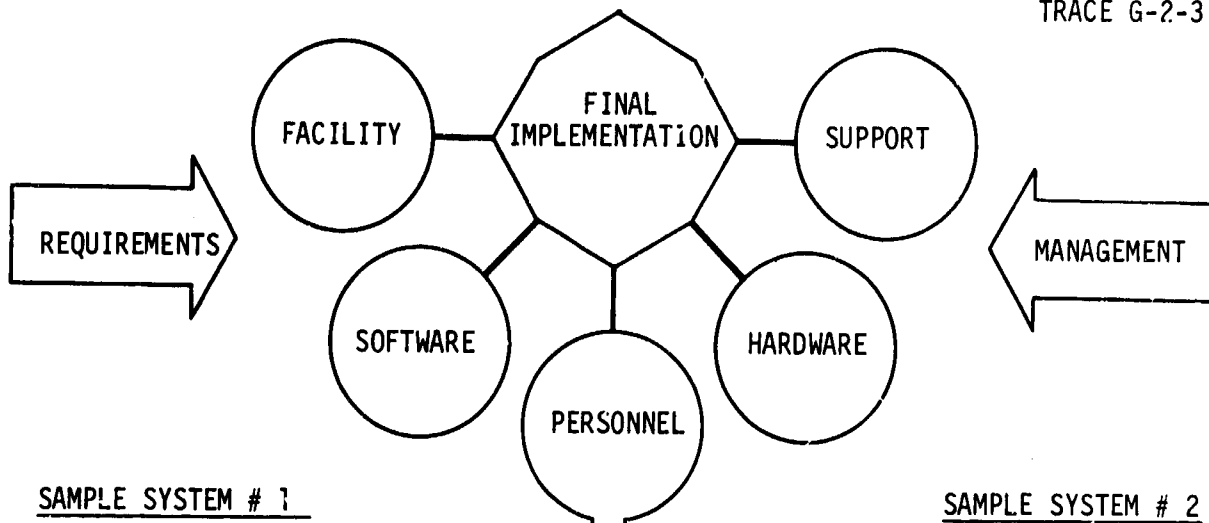 TRACE G-2-3
FINAL
IMPLEMENTATION
FACILITY
SUPPORT
REQUIREMENTS
MANAGEMENT
SOFTWARE
HARDWARE
PERSONNEL
SAMPLE SYSTEM # 1
SAMPLE SYSTEM # 2